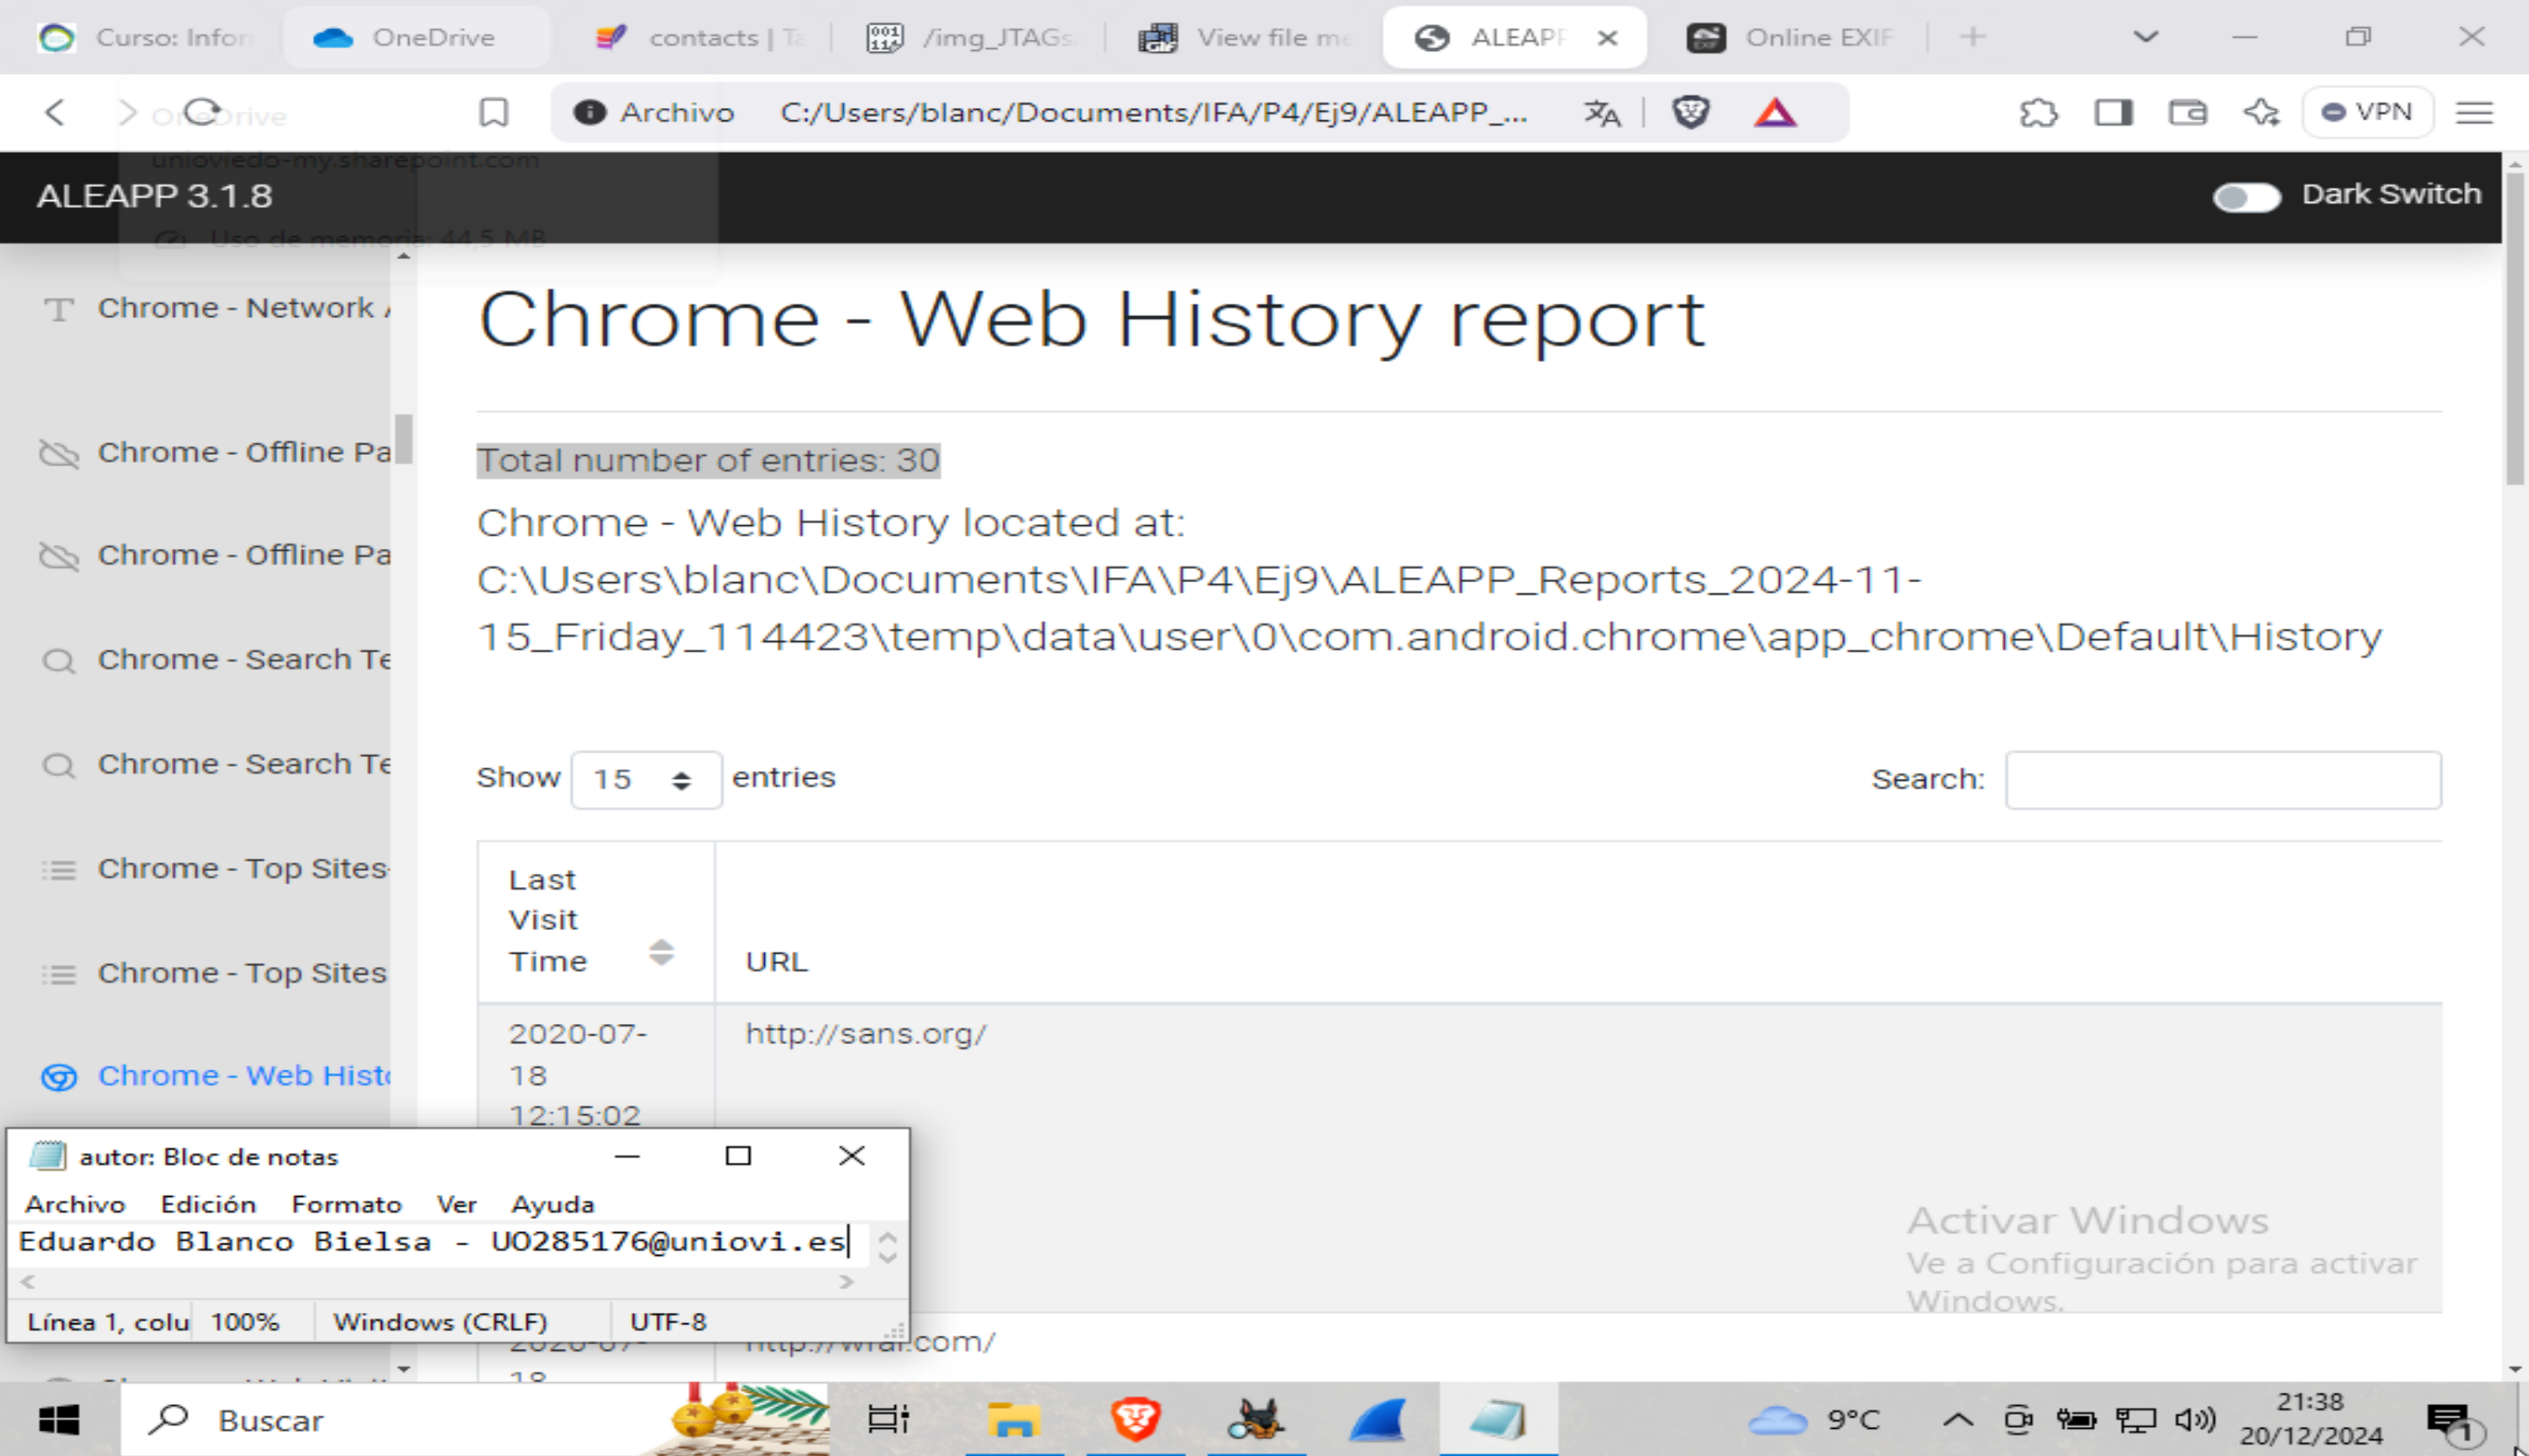 Curso: Infor
OneDrive
contacts | Ta
/img_JTAGs
View file me
ALEAPP
Online EXIF
OneDrive
Archivo
C:/Users/blanc/Documents/IFA/P4/Ej9/ALEAPP_...
VPN
unioviedo-my.sharepoint.com
ALEAPP 3.1.8
Dark Switch
Uso de memoria: 44,5 MB
Chrome - Network
Chrome - Offline Pa
Chrome - Offline Pa
Chrome - Search Te
Chrome - Search Te
Chrome - Top Sites-
Chrome - Top Sites
Chrome - Web Histo
Chrome - Web History report
Total number of entries: 30
Chrome - Web History located at:
C:\Users\blanc\Documents\IFA\P4\Ej9\ALEAPP_Reports_2024-11-
15_Friday_114423\temp\data\user\0\com.android.chrome\app_chrome\Default\History
Show 15 entries
Search:
Last
Visit
Time
URL
2020-07-
18
12:15:02
http://sans.org/
2020-07-
18
http://wral.com/
autor: Bloc de notas
Archivo Edición Formato Ver Ayuda
Eduardo Blanco Bielsa - UO285176@uniovi.es
Línea 1, colu 100% Windows (CRLF) UTF-8
Activar Windows
Ve a Configuración para activar
Windows.
Buscar
9°C
21:38
20/12/2024
1